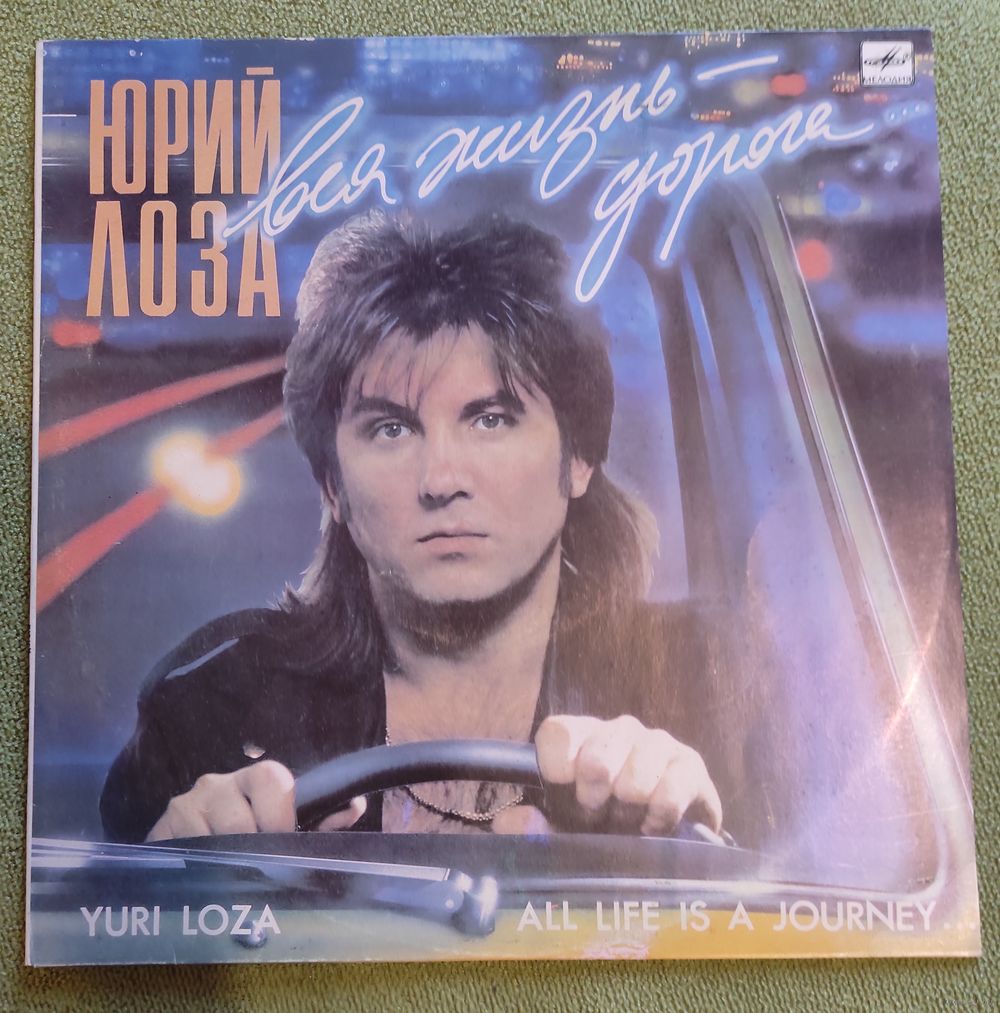 ЮРИЙ
ЛОЗА
вся жизнь —
дорога...
МЕЛОДИЯ
YURI LOZA
ALL LIFE IS A JOURNEY...